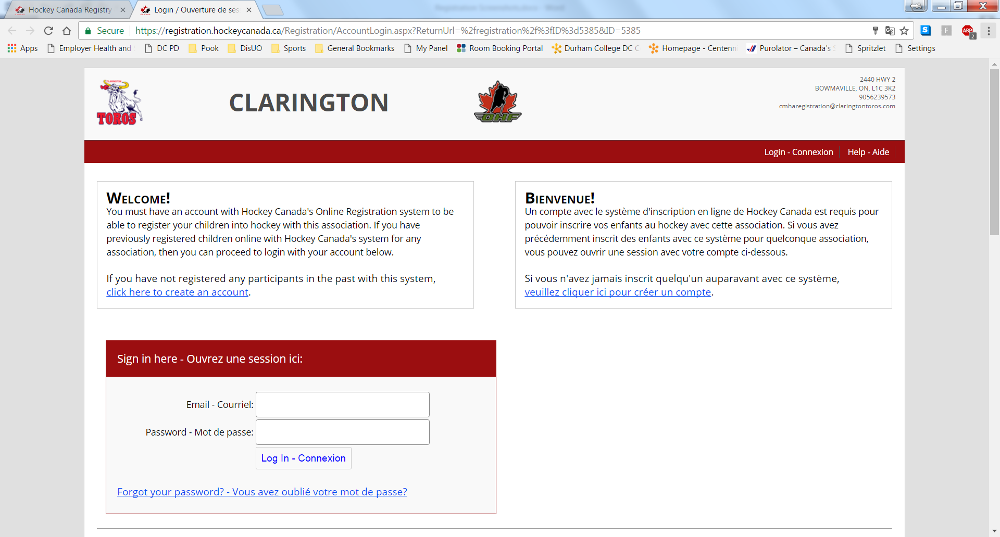 Hockey Canada Registry
Login / Ouverture de ses
Secure
https://registration.hockeycanada.ca/Registration/AccountLogin.aspx?ReturnUrl=%2fregistration%2f%3fID%3d5385&ID=5385
Apps
Employer Health and
DC PD
Pook
DisUO
Sports
General Bookmarks
My Panel
Room Booking Portal
Durham College DC C
Homepage - Centenn
Purolator – Canada's S
Spritzlet
Settings
S
F
ABP
2
CLARINGTON
TOROS
CLARINGTON
OHF
2440 HWY 2
BOWMAVILLE, ON, L1C 3K2
9056239573
cmharegistration@claringtontoros.com
Login - Connexion
Help - Aide
WELCOME!
You must have an account with Hockey Canada's Online Registration system to be
able to register your children into hockey with this association. If you have
previously registered children online with Hockey Canada's system for any
association, then you can proceed to login with your account below.
If you have not registered any participants in the past with this system,
click here to create an account.
BIENVENUE!
Un compte avec le système d'inscription en ligne de Hockey Canada est requis pour
pouvoir inscrire vos enfants au hockey avec cette association. Si vous avez
précédemment inscrit des enfants avec ce système pour quelconque association,
vous pouvez ouvrir une session avec votre compte ci-dessous.
Si vous n'avez jamais inscrit quelqu'un auparavant avec ce système,
veuillez cliquer ici pour créer un compte.
Sign in here - Ouvrez une session ici:
Email - Courriel:
Password - Mot de passe:
Log In - Connexion
Forgot your password? - Vous avez oublié votre mot de passe?